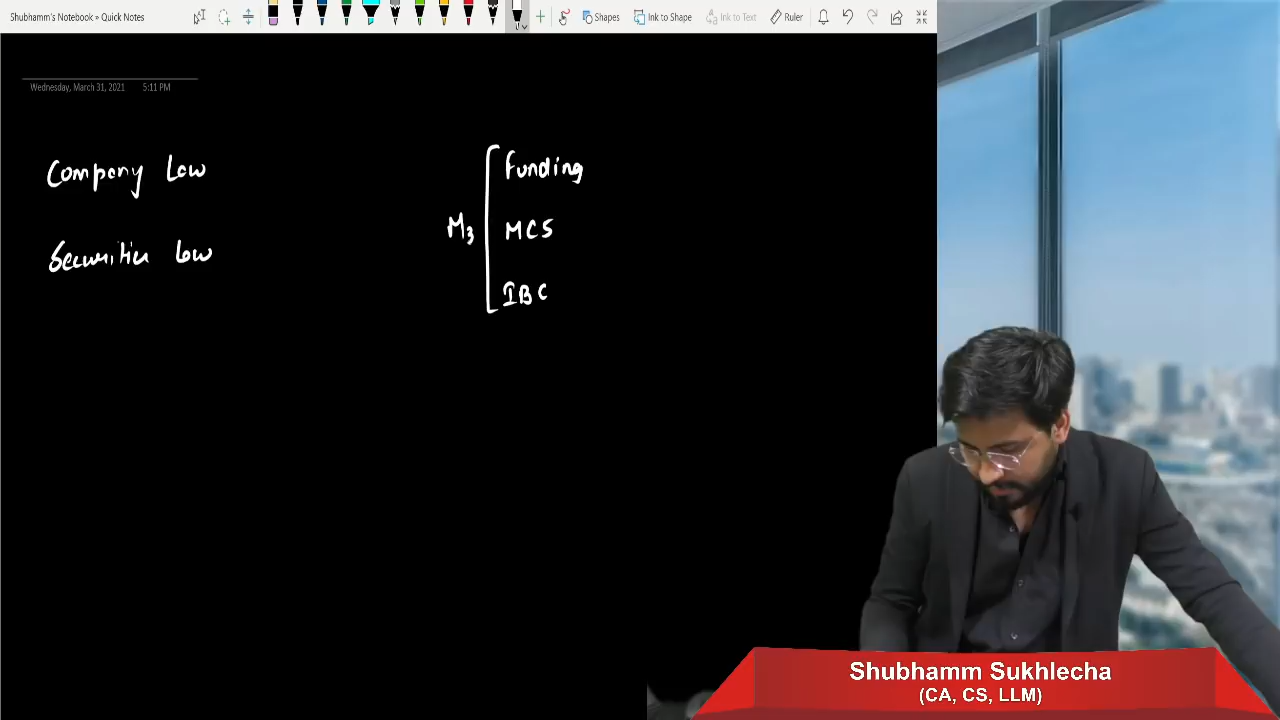 Shubhamm's Notebook » Quick Notes
Shapes
Ink to Shape
Ink to Text
Ruler
Wednesday, March 31, 2021 5:11 PM
Company Law
Securities Law
M3
Funding
MCS
IBC
Shubhamm Sukhlecha
(CA, CS, LLM)